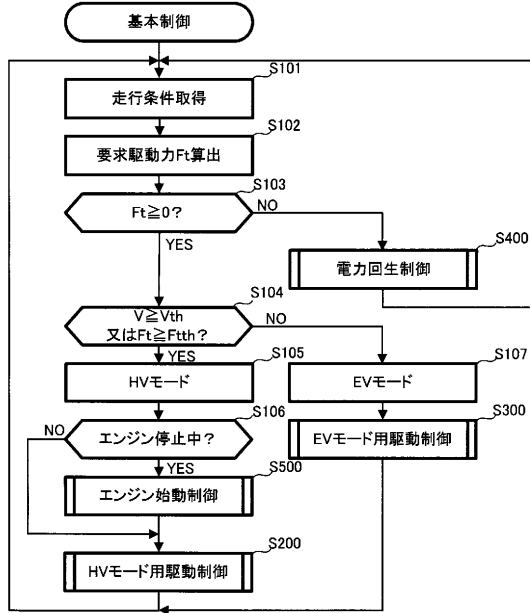 基本制御
S101
走行条件取得
S102
要求駆動力Ft算出
S103
Ft≧0?
NO
YES
S400
電力回生制御
S104
V≧Vth
又はFt≧Ftth?
NO
YES
S105
HVモード
S107
EVモード
S106
エンジン停止中?
NO
YES
S300
EVモード用駆動制御
S500
エンジン始動制御
S200
HVモード用駆動制御